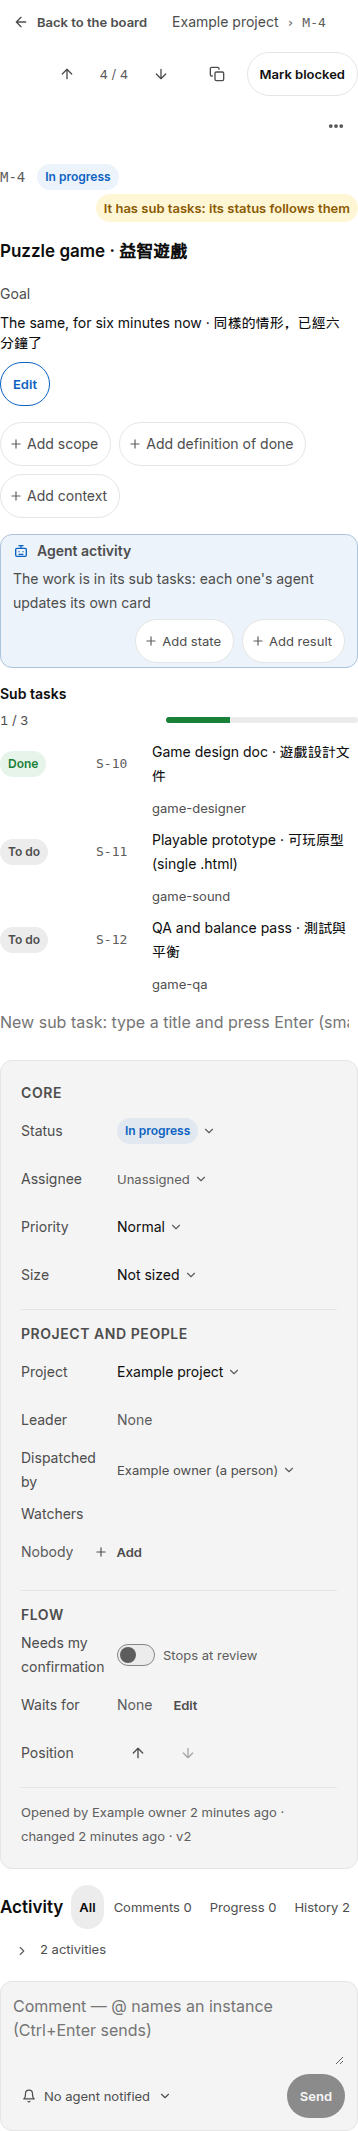 Back to the board Example project › M-4
4 / 4 Mark blocked
M-4 In progress
It has sub tasks: its status follows them
Puzzle game · 益智遊戲
Goal
The same, for six minutes now · 同樣的情形，已經六
分鐘了
Edit
+ Add scope + Add definition of done
+ Add context
Agent activity
The work is in its sub tasks: each one's agent
updates its own card
+ Add state + Add result
Sub tasks
1 / 3
Done S-10 Game design doc · 遊戲設計文
件
game-designer
To do S-11 Playable prototype · 可玩原型
(single .html)
game-sound
To do S-12 QA and balance pass · 測試與
平衡
game-qa
New sub task: type a title and press Enter (sma
CORE
Status In progress
Assignee Unassigned
Priority Normal
Size Not sized
PROJECT AND PEOPLE
Project Example project
Leader None
Dispatched
by Example owner (a person)
Watchers
Nobody + Add
FLOW
Needs my
confirmation Stops at review
Waits for None Edit
Position
Opened by Example owner 2 minutes ago ·
changed 2 minutes ago · v2
Activity All Comments 0 Progress 0 History 2
2 activities
Comment — @ names an instance
(Ctrl+Enter sends)
No agent notified Send